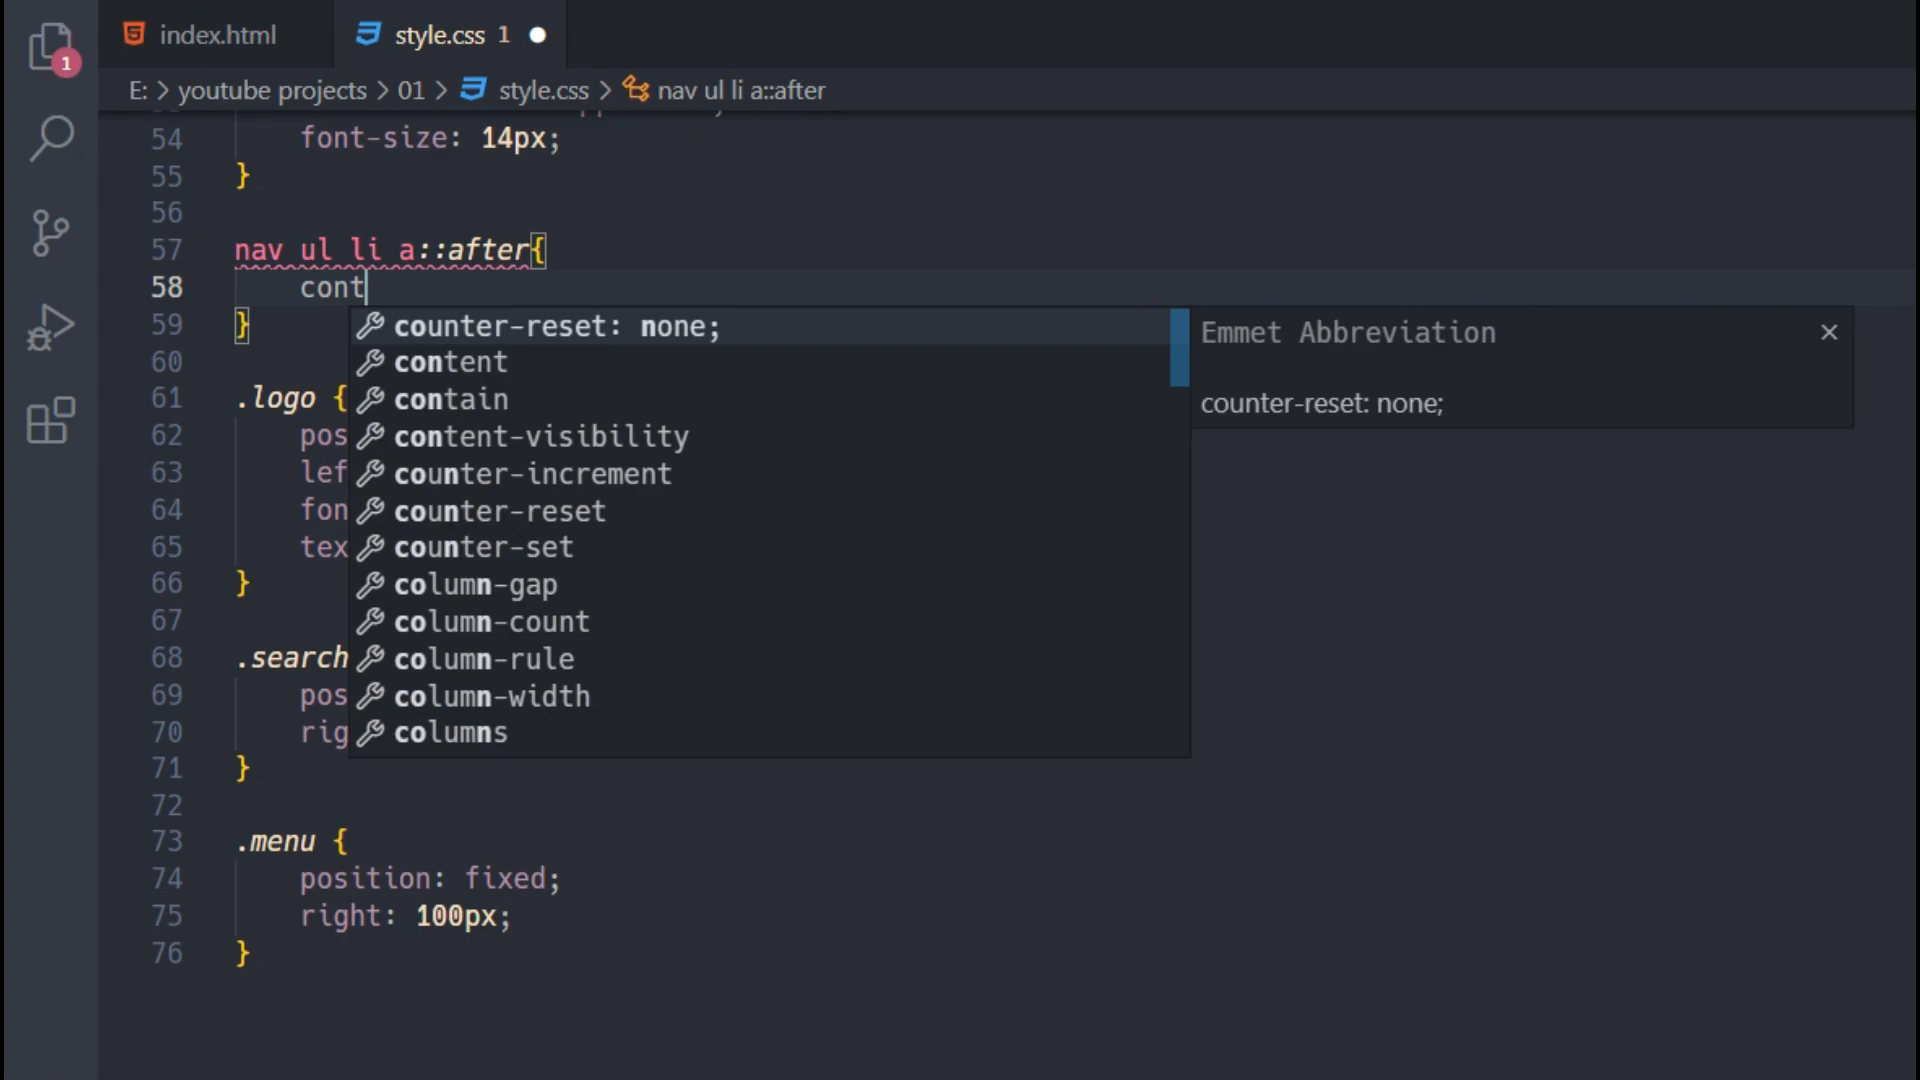 index.html
style.css 1
1
E: > youtube projects > 01 > style.css > nav ul li a::after
54 font-size: 14px;
55 }
56
57 nav ul li a::after{
58 cont
59 }
60
61 .logo {
62 pos
63 lef
64 fon
65 tex
66 }
67
68 .search
69 pos
70 rig
71 }
72
73 .menu {
74 position: fixed;
75 right: 100px;
76 }
counter-reset: none;
content
contain
content-visibility
counter-increment
counter-reset
counter-set
column-gap
column-count
column-rule
column-width
columns
Emmet Abbreviation
counter-reset: none;